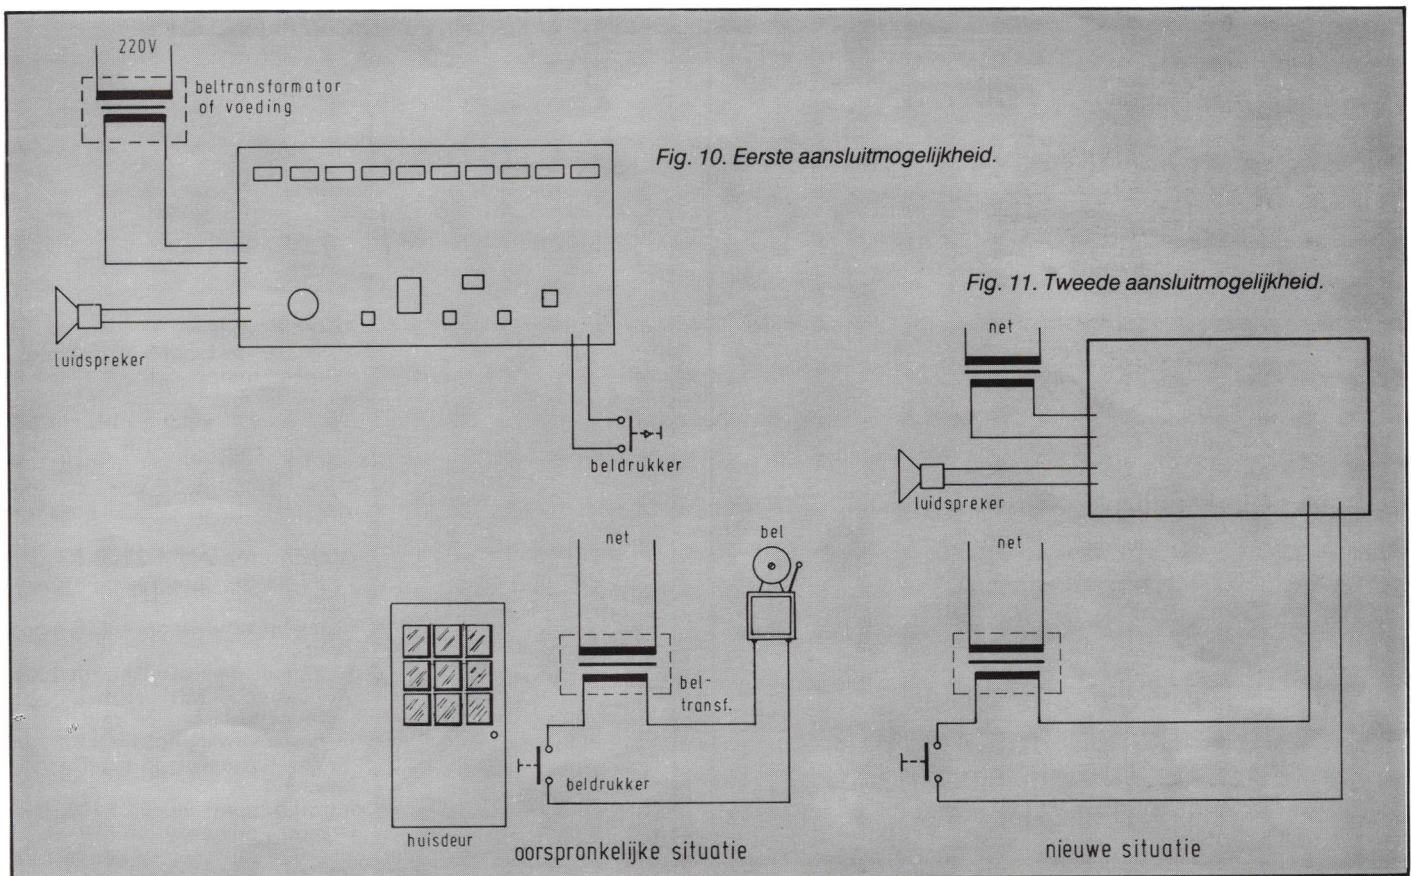 220V
beltransformator
of voeding
Fig. 10. Eerste aansluitmogelijkheid.
luidspreker
beldrukker
Fig. 11. Tweede aansluitmogelijkheid.
net
luidspreker
net
bel
bel-
transf.
beldrukker
huisdeur
oorspronkelijke situatie
net
nieuwe situatie